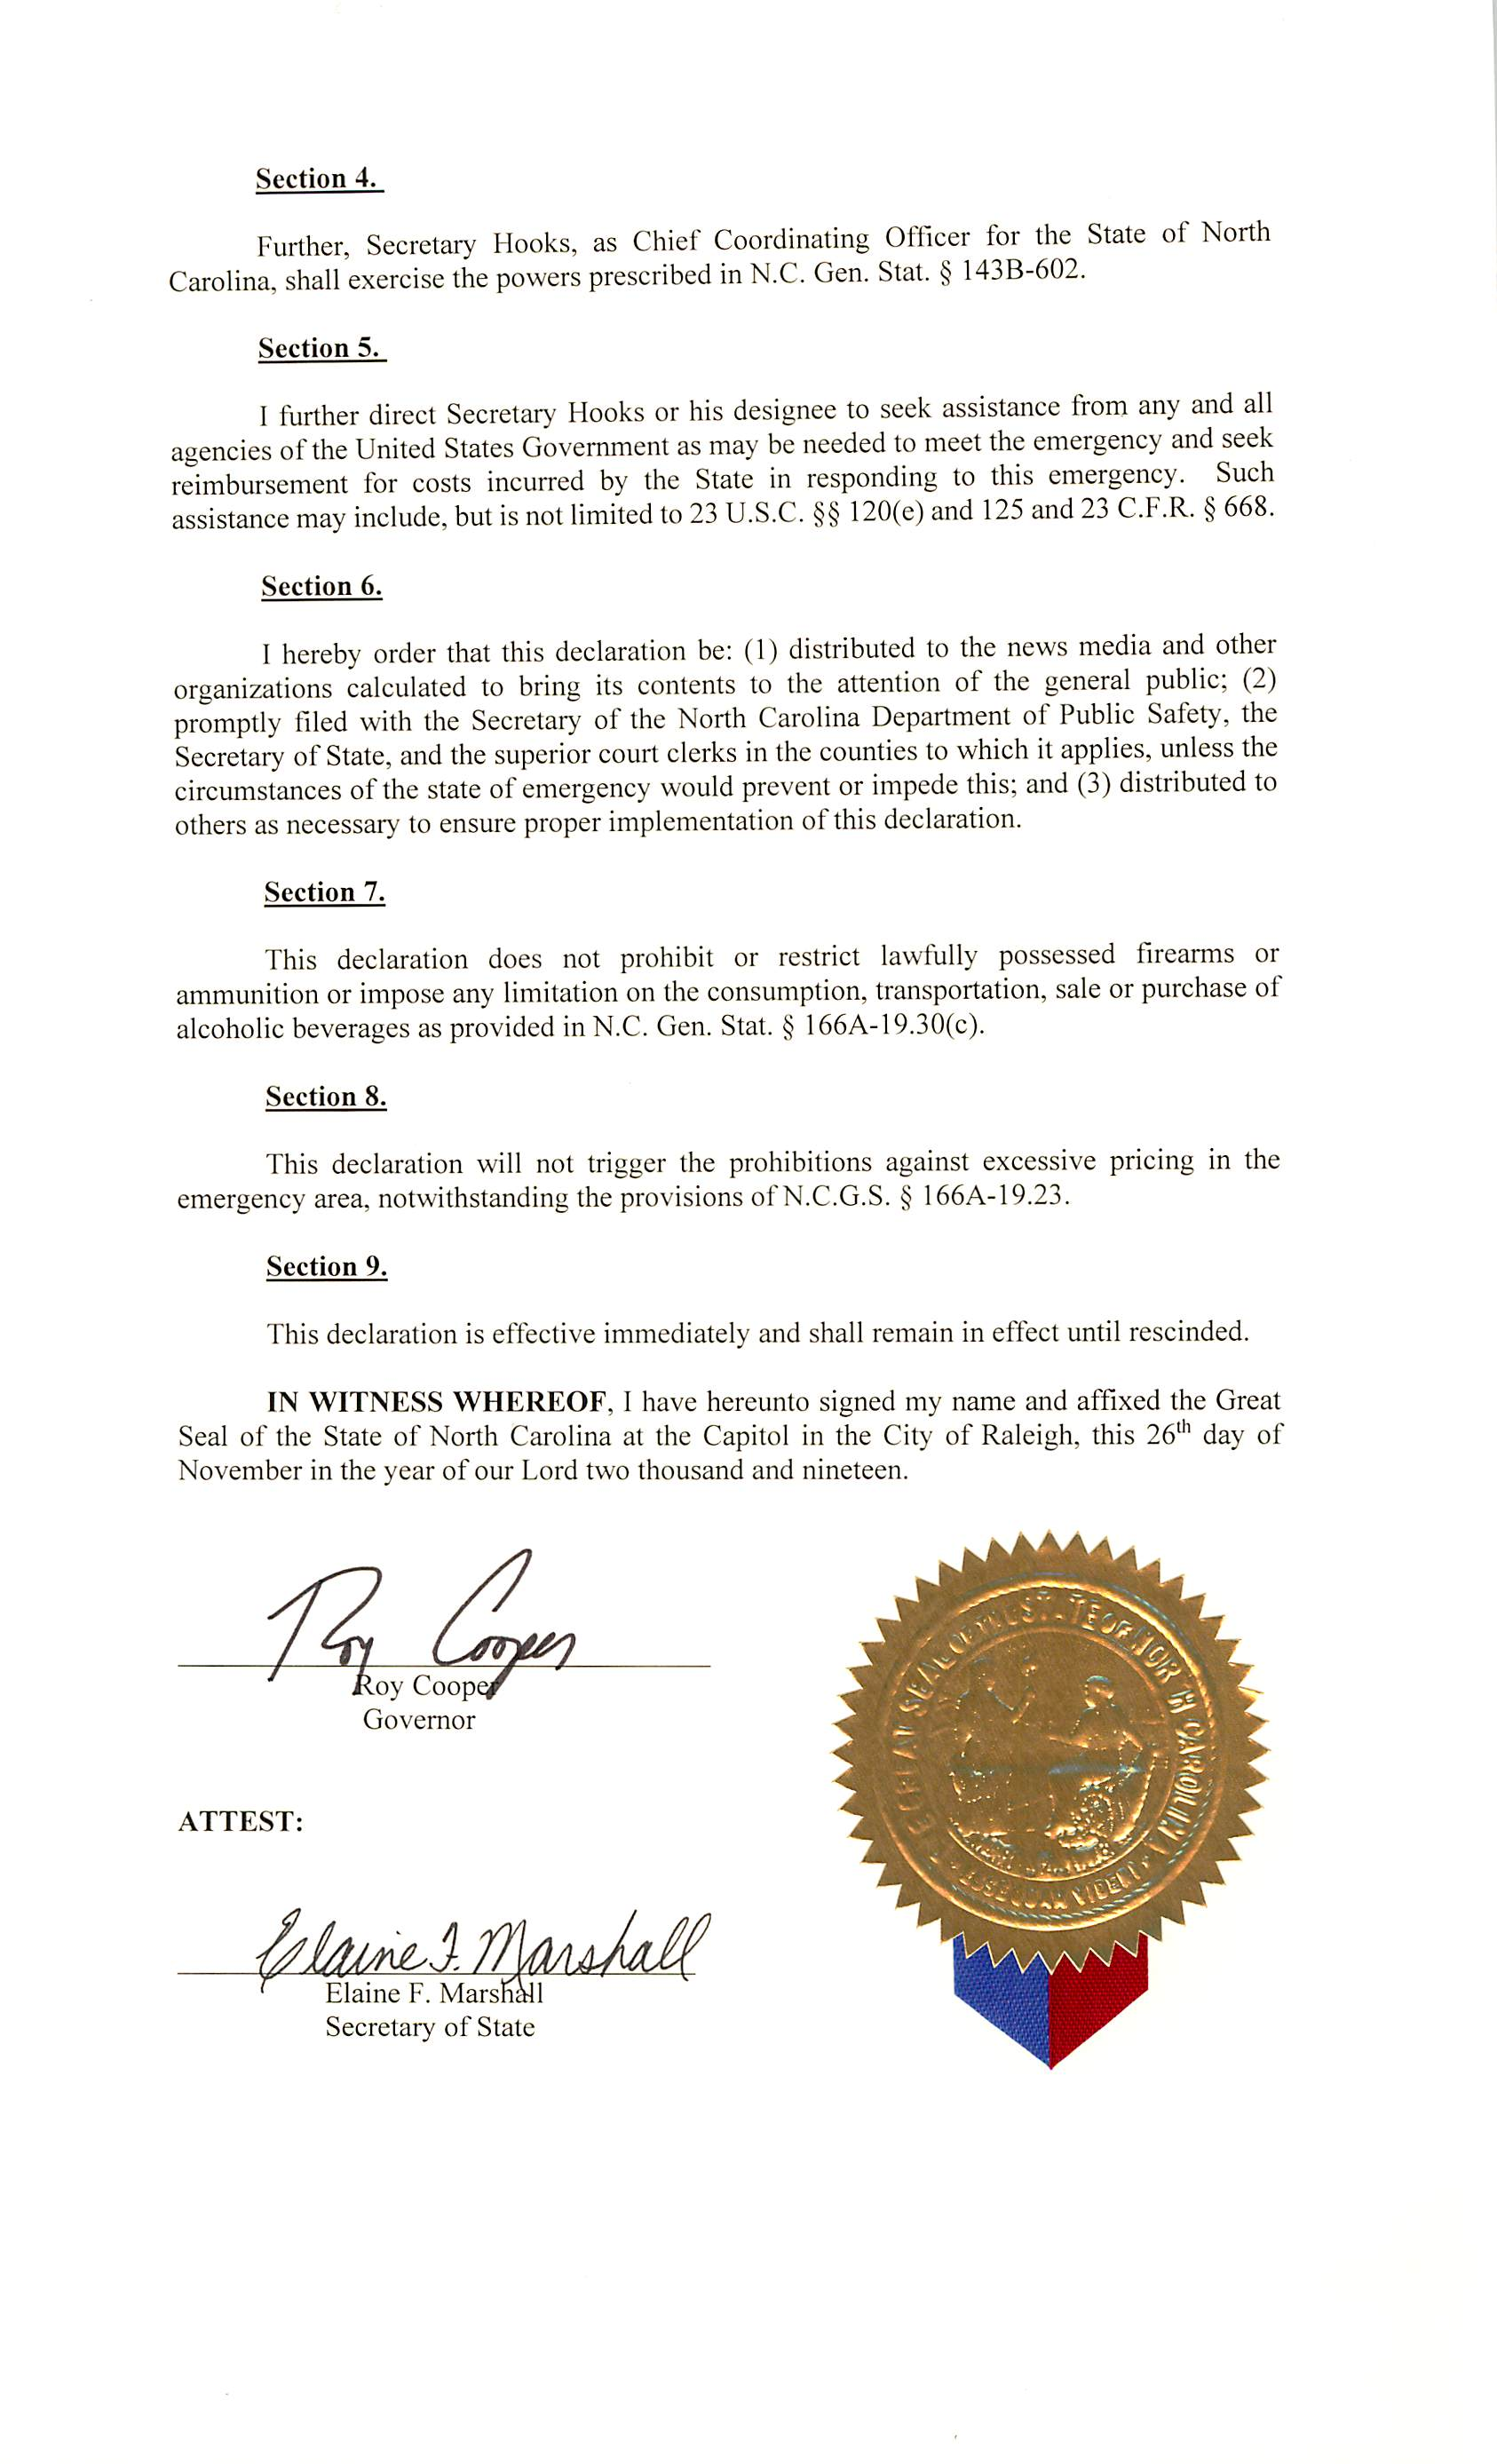 Section 4.
Further, Secretary Hooks, as Chief Coordinating Officer for the State of North
Carolina, shall exercise the powers prescribed in N.C. Gen. Stat. § 143B-602.
Section 5.
I further direct Secretary Hooks or his designee to seek assistance from any and all
agencies of the United States Government as may be needed to meet the emergency and seek
reimbursement for costs incurred by the State in responding to this emergency. Such
assistance may include, but is not limited to 23 U.S.C. §§ 120(e) and 125 and 23 C.F.R. § 668.
Section 6.
I hereby order that this declaration be: (1) distributed to the news media and other
organizations calculated to bring its contents to the attention of the general public; (2)
promptly filed with the Secretary of the North Carolina Department of Public Safety, the
Secretary of State, and the superior court clerks in the counties to which it applies, unless the
circumstances of the state of emergency would prevent or impede this; and (3) distributed to
others as necessary to ensure proper implementation of this declaration.
Section 7.
This declaration does not prohibit or restrict lawfully possessed firearms or
ammunition or impose any limitation on the consumption, transportation, sale or purchase of
alcoholic beverages as provided in N.C. Gen. Stat. § 166A-19.30(c).
Section 8.
This declaration will not trigger the prohibitions against excessive pricing in the
emergency area, notwithstanding the provisions of N.C.G.S. § 166A-19.23.
Section 9.
This declaration is effective immediately and shall remain in effect until rescinded.
IN WITNESS WHEREOF, I have hereunto signed my name and affixed the Great
Seal of the State of North Carolina at the Capitol in the City of Raleigh, this 26th day of
November in the year of our Lord two thousand and nineteen.
Roy Cooper
Roy Cooper
Governor
ATTEST:
Elaine F. Marshall
Elaine F. Marshall
Secretary of State
GREAT SEAL OF THE STATE OF NORTH CAROLINA
VIDERI